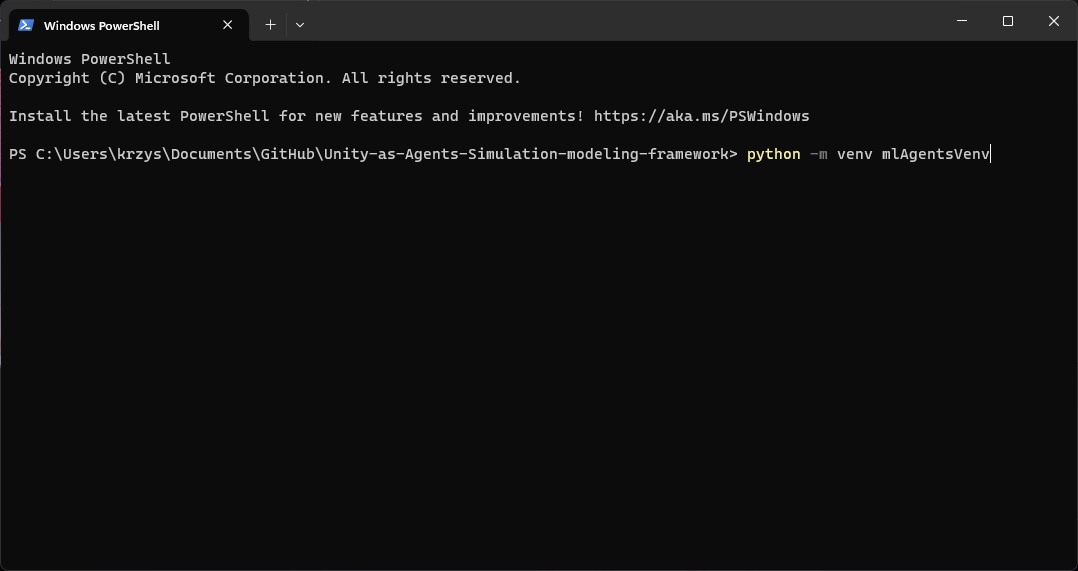 Windows PowerShell
Windows PowerShell
Copyright (C) Microsoft Corporation. All rights reserved.
Install the latest PowerShell for new features and improvements! https://aka.ms/PSWindows
PS C:\Users\krzys\Documents\GitHub\Unity-as-Agents-Simulation-modeling-framework> python -m venv mlAgentsVenv